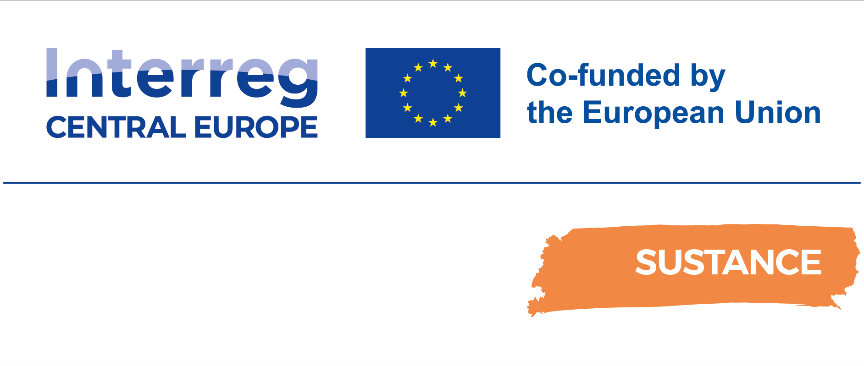 Interreg
CENTRAL EUROPE
Co-funded by
the European Union
SUSTANCE